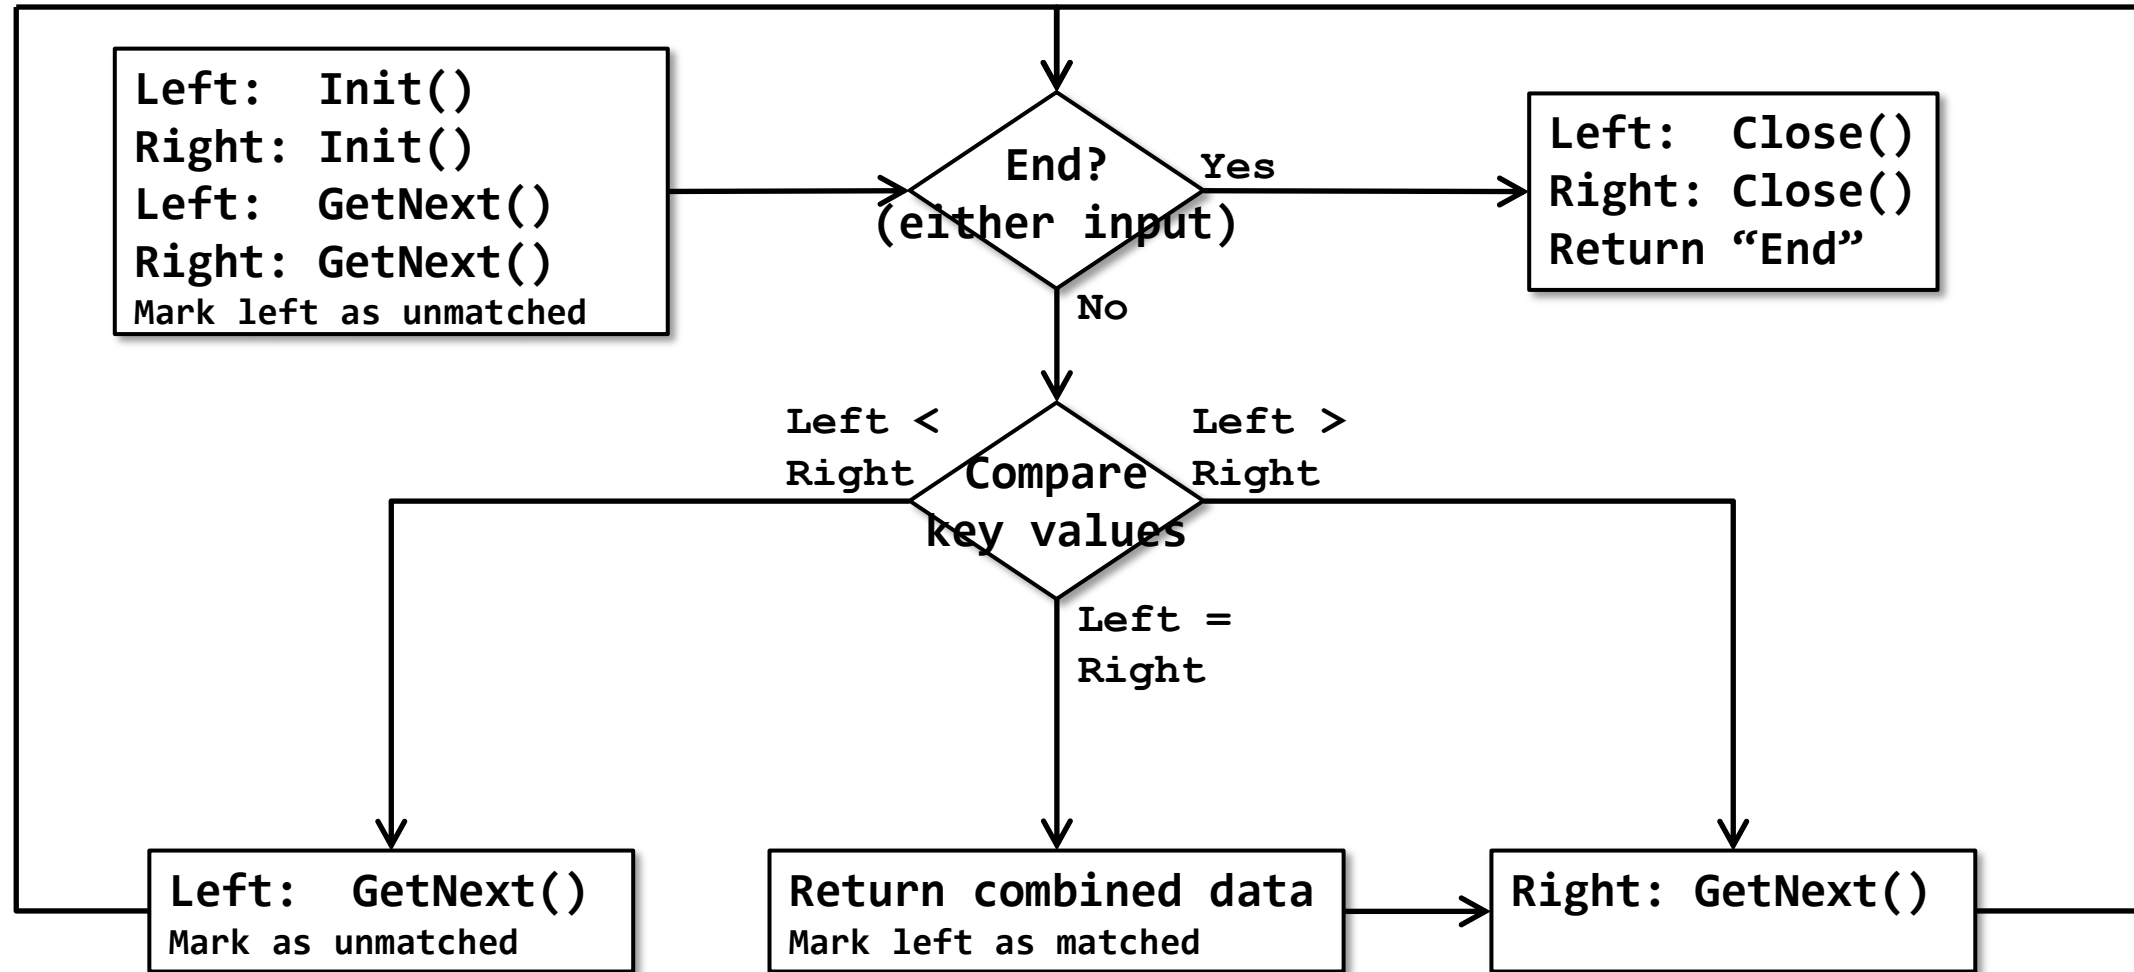 Left:  Init()
Right: Init()
Left:  GetNext()
Right: GetNext()
Mark left as unmatched
End?
(either input)
Yes
Left:  Close()
Right: Close()
Return “End”
No
Left <
Right
Compare
key values
Left >
Right
Left =
Right
Left:  GetNext()
Mark as unmatched
Return combined data
Mark left as matched
Right: GetNext()